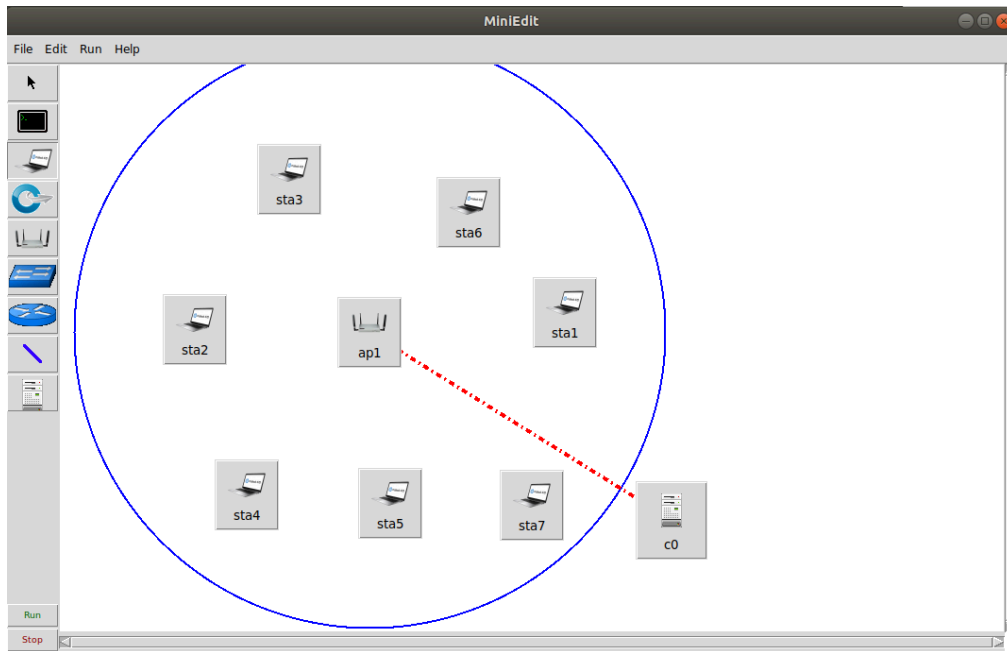 MiniEdit
File Edit Run Help
sta3
sta6
sta1
sta2
ap1
sta4
sta5
sta7
c0
Run
Stop